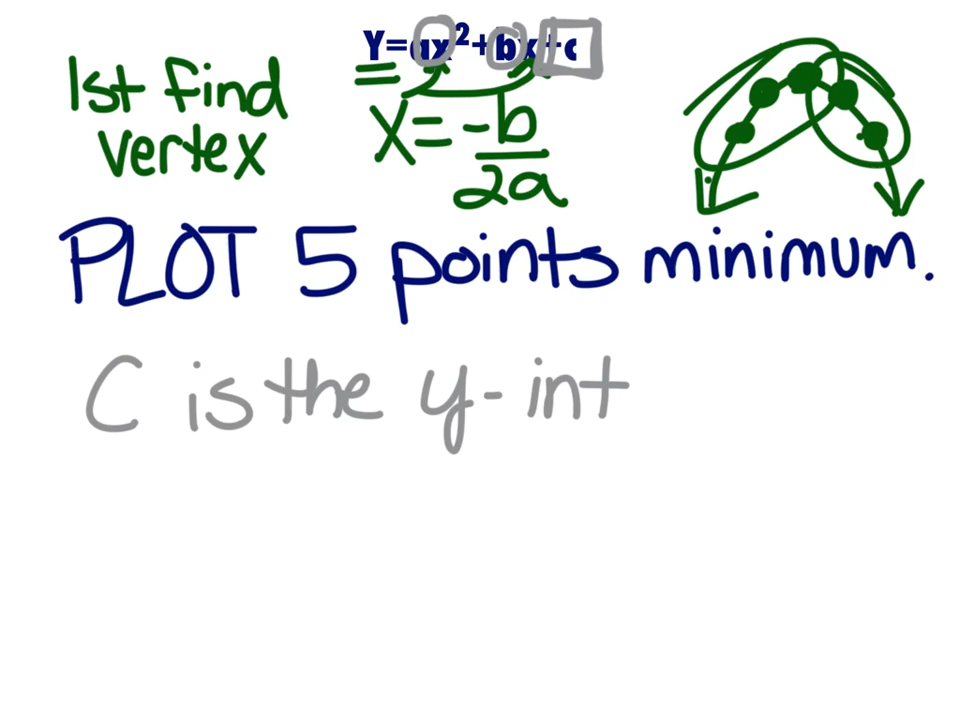 Y=ax²+bx+c
1st find
vertex
x = -b/2a
PLOT 5 points minimum.
C is the y-int